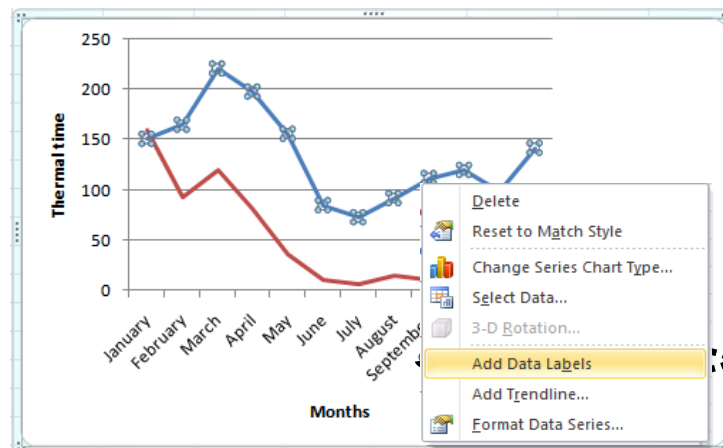 250
200
150
100
50
0
Thermal time
January
February
March
April
May
June
July
August
Months
Delete
Reset to Match Style
Change Series Chart Type...
Select Data...
3-D Rotation...
Add Data Labels
Add Trendline...
Format Data Series...